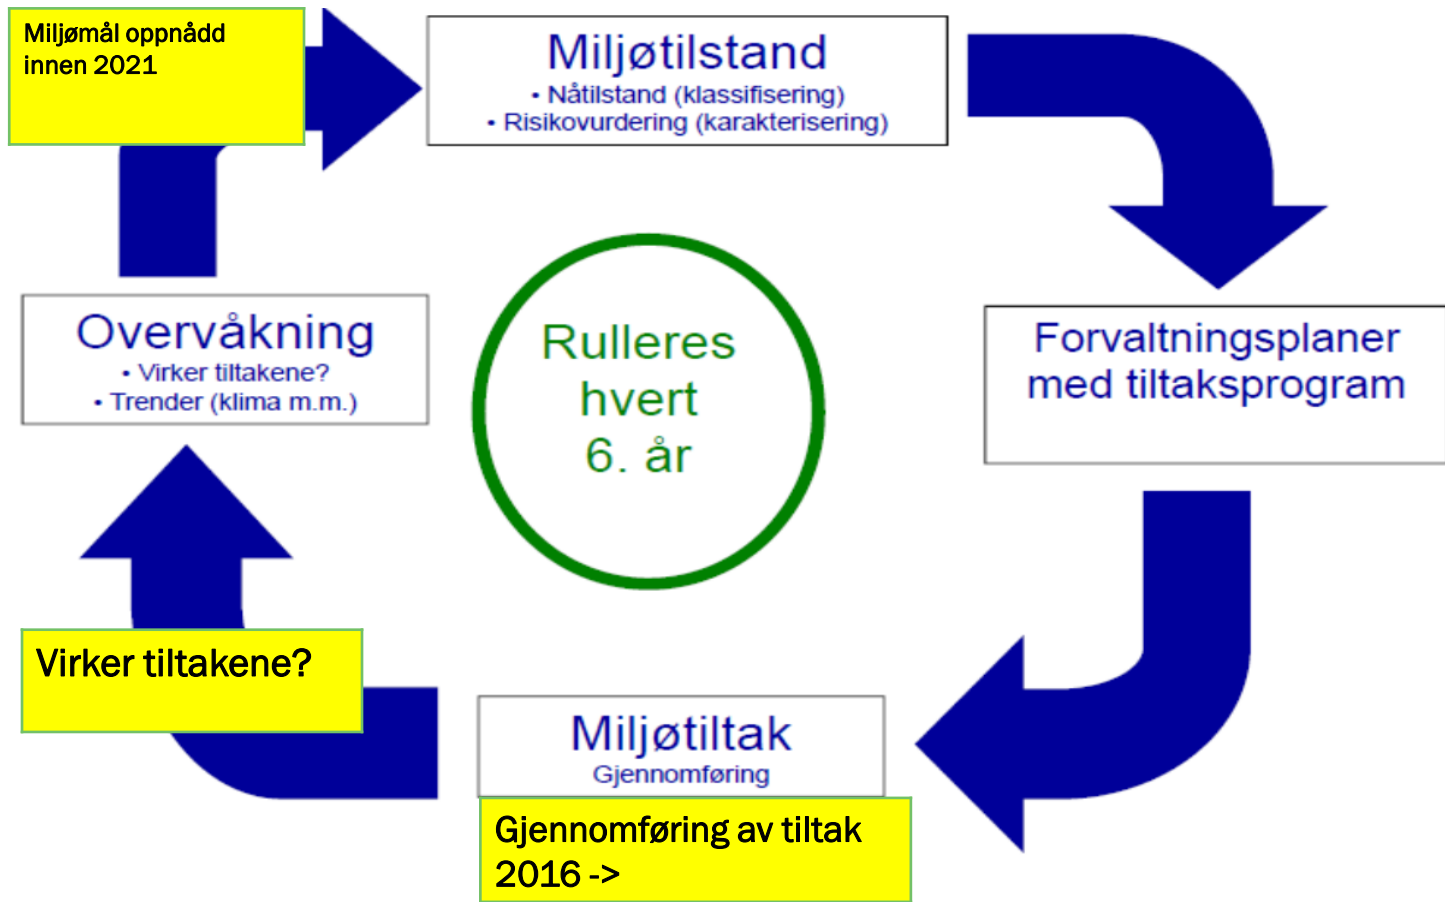 Miljømål oppnådd
innen 2021
Miljøtilstand
• Nåtilstand (klassifisering)
• Risikovurdering (karakterisering)
Overvåkning
• Virker tiltakene?
• Trender (klima m.m.)
Rulleres
hvert
6. år
Forvaltningsplaner
med tiltaksprogram
Virker tiltakene?
Miljøtiltak
Gjennomføring
Gjennomføring av tiltak
2016 ->